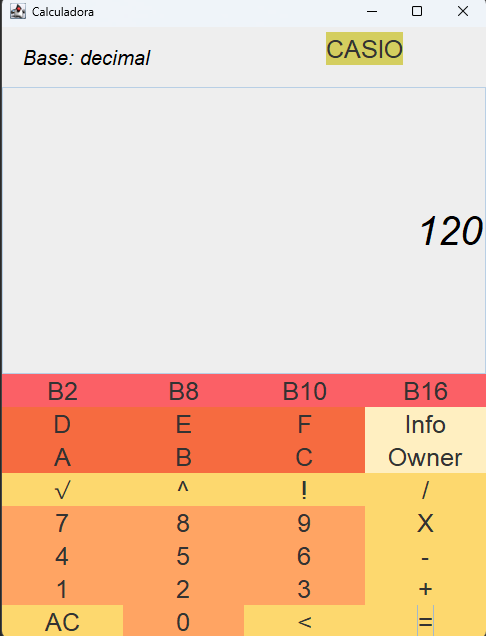 Calculadora
Base: decimal CASIO
120
B2 B8 B10 B16
D E F Info
A B C Owner
√ ^ ! /
7 8 9 X
4 5 6 -
1 2 3 +
AC 0 < =